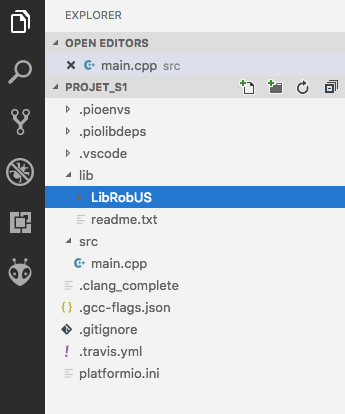 EXPLORER
OPEN EDITORS
main.cpp src
PROJET_S1
.pioenvs
.piolibdeps
.vscode
lib
LibRobUS
readme.txt
src
main.cpp
.clang_complete
.gcc-flags.json
.gitignore
.travis.yml
platformio.ini